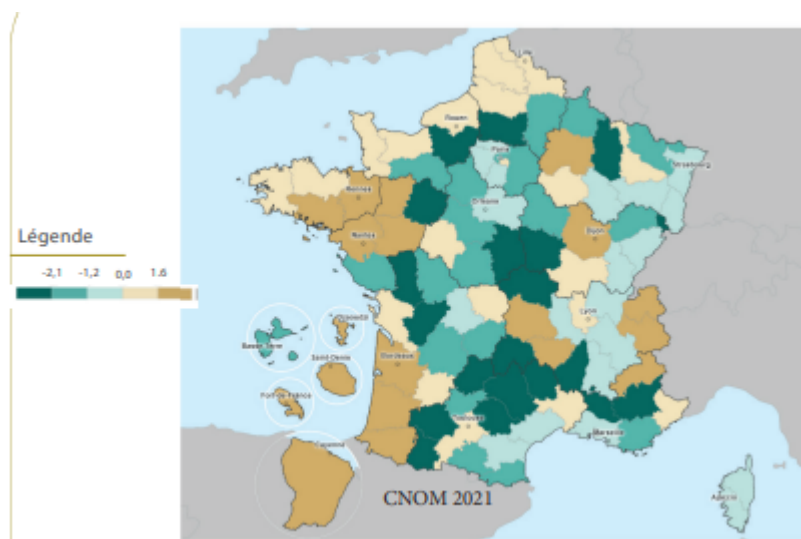 Lille
Rouen
Paris
Strasbourg
Rennes
Orléans
Légende
Nantes
Dijon
-2,1 -1,2 0,0 1.6
Lyon
Basse-Terre
Saint-Denis
Bordeaux
Fort-de-France
Toulouse
Marseille
Cayenne
CNOM 2021
Ajaccio